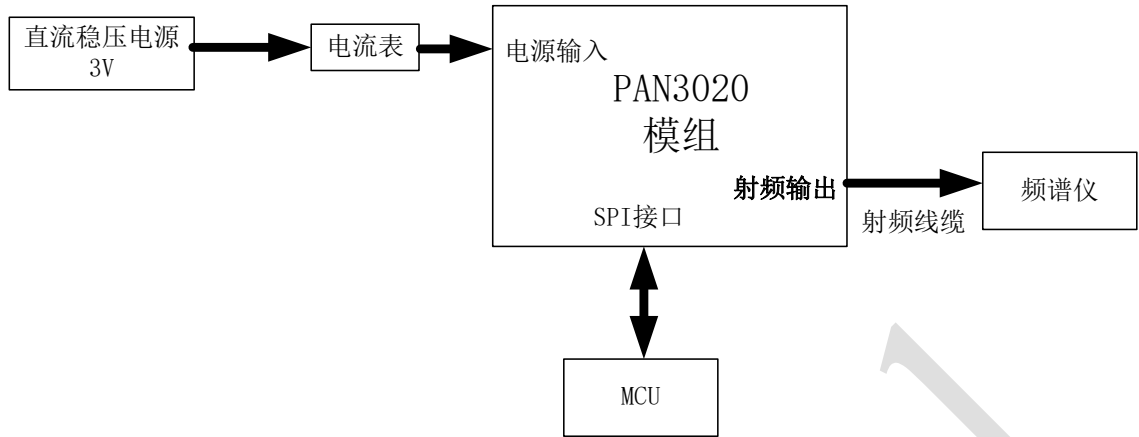 直流稳压电源
3V
电流表
电源输入
PAN3020
模组
射频输出
SPI接口
射频线缆
频谱仪
MCU